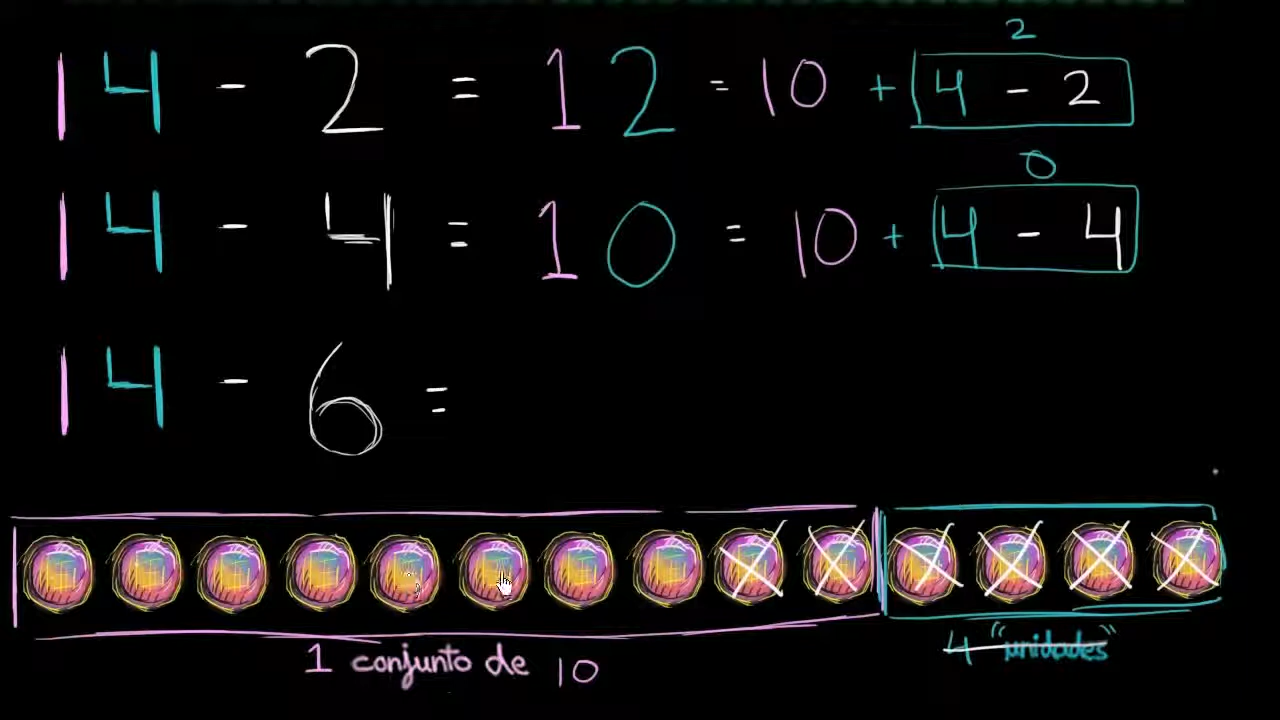 2
14 - 2 = 12 = 10 + 4 - 2
0
14 - 4 = 10 = 10 + 4 - 4
14 - 6 =
1 conjunto de 10
4 "unidades"